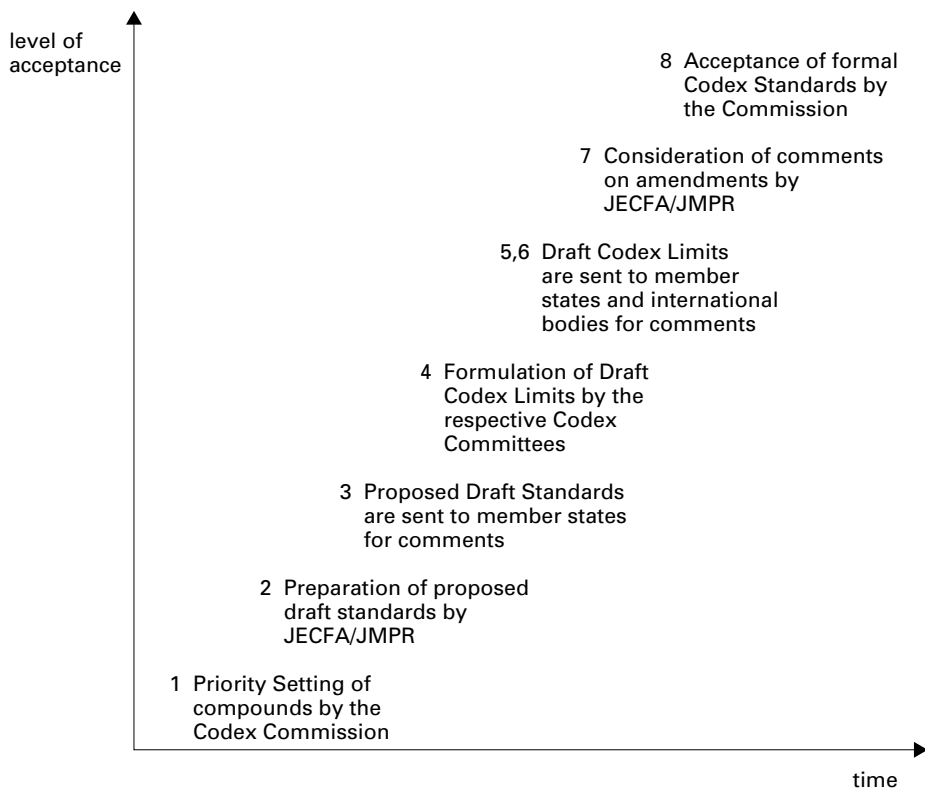 level of
acceptance
8 Acceptance of formal
Codex Standards by
the Commission
7 Consideration of comments
on amendments by
JECFA/JMPR
5,6 Draft Codex Limits
are sent to member
states and international
bodies for comments
4 Formulation of Draft
Codex Limits by the
respective Codex
Committees
3 Proposed Draft Standards
are sent to member states
for comments
2 Preparation of proposed
draft standards by
JECFA/JMPR
1 Priority Setting of
compounds by the
Codex Commission
time